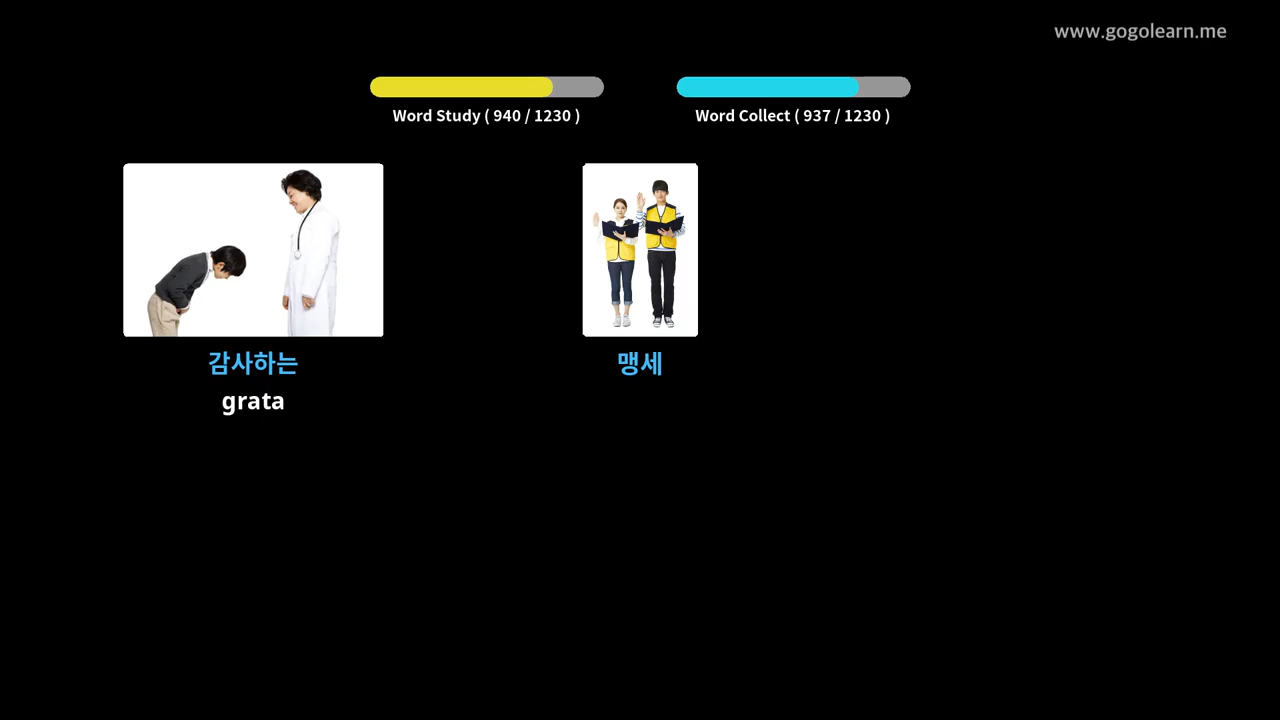 www.gogolearn.me
Word Study ( 940 / 1230 )
Word Collect ( 937 / 1230 )
감사하는
grata
맹세